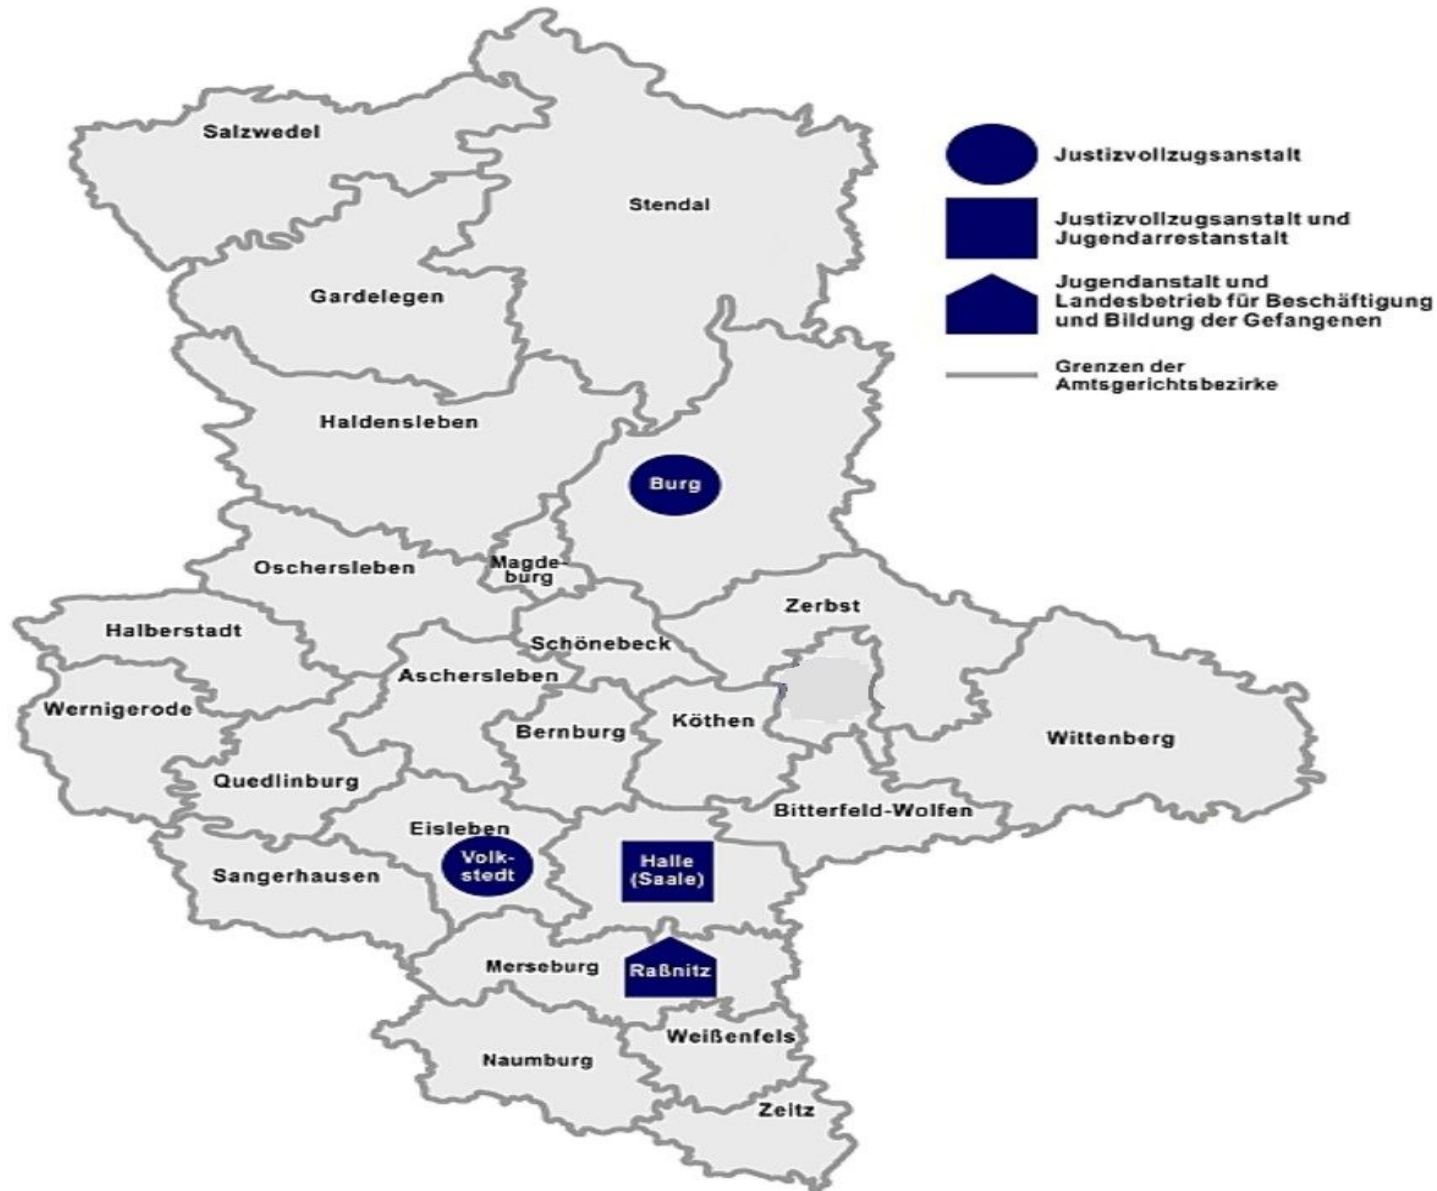 Salzwedel
Stendal
Gardelegen
Haldensleben
Burg
Magde-
burg
Oschersleben
Zerbst
Halberstadt
Schönebeck
Aschersleben
Wernigerode
Köthen
Bernburg
Wittenberg
Quedlinburg
Bitterfeld-Wolfen
Eisleben
Volk-
stedt
Halle
(Saale)
Sangerhausen
Merseburg
Raßnitz
Weißenfels
Naumburg
Zeitz
Justizvollzugsanstalt
Justizvollzugsanstalt und
Jugendarrestanstalt
Jugendanstalt und
Landesbetrieb für Beschäftigung
und Bildung der Gefangenen
Grenzen der
Amtsgerichtsbezirke